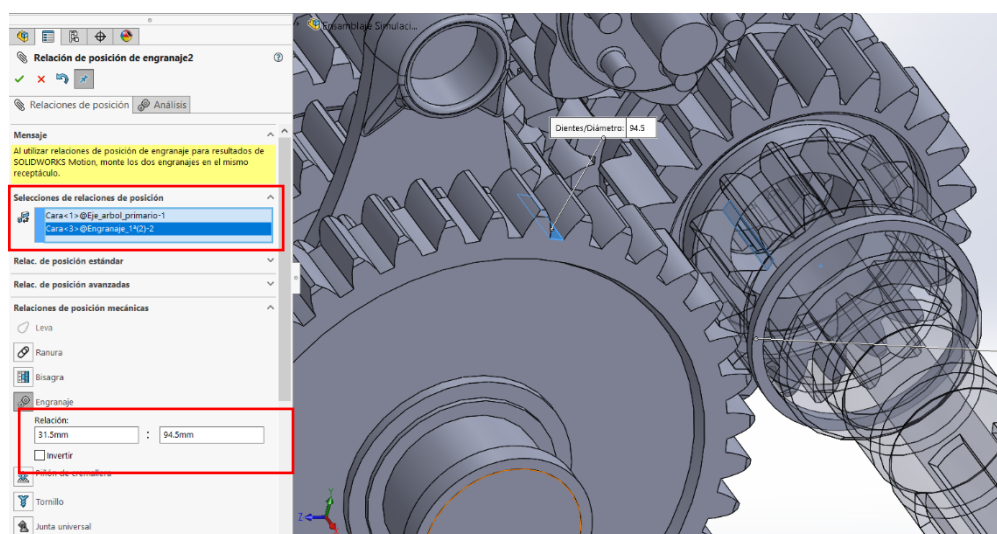 Ensamblaje Simulaci...
Relación de posición de engranaje2
Relaciones de posición
Análisis
Mensaje
Al utilizar relaciones de posición de engranaje para resultados de
SOLIDWORKS Motion, monte los dos engranajes en el mismo
receptáculo.
Selecciones de relaciones de posición
Cara<1>@Eje_arbol_primario-1
Cara<3>@Engranaje_1ª(2)-2
Relac. de posición estándar
Relac. de posición avanzadas
Relaciones de posición mecánicas
Leva
Ranura
Bisagra
Engranaje
Relación:
31.5mm : 94.5mm
Invertir
Piñón de cremallera
Tornillo
Junta universal
Dientes/Diámetro: 94.5
Y
Z